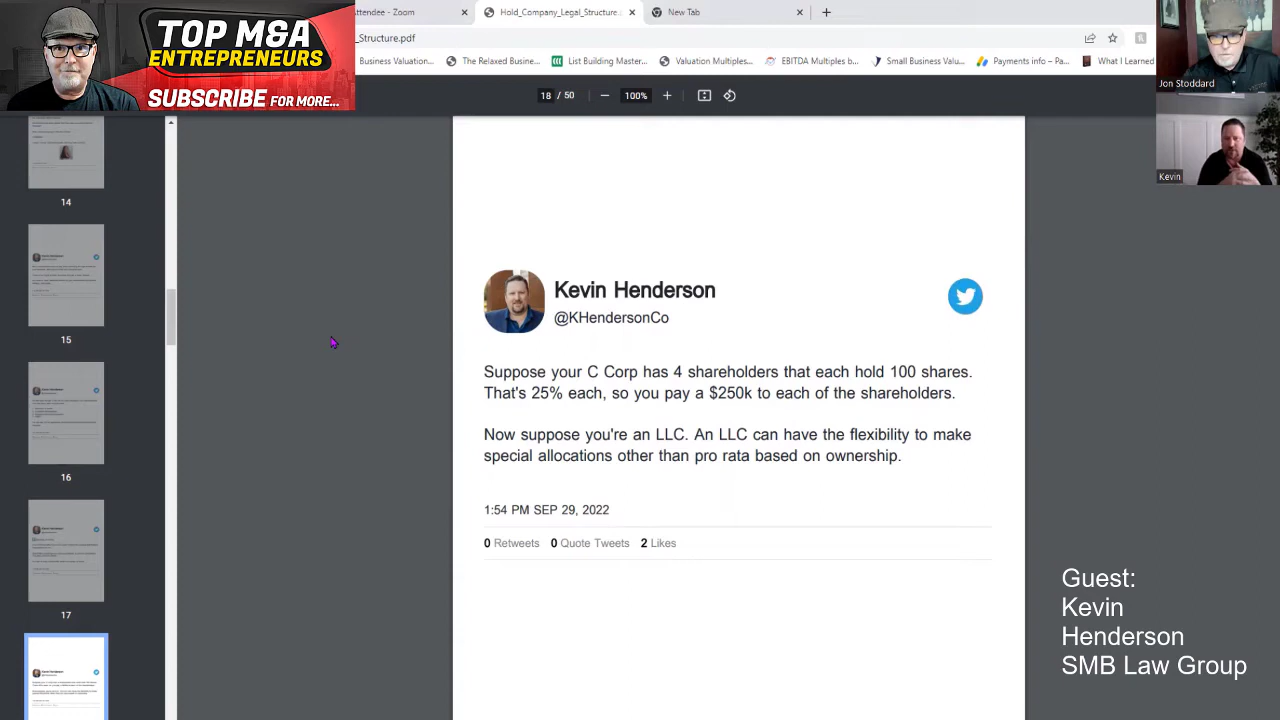 ttendee - Zoom
Hold_Company_Legal_Structure.
New Tab
_Structure.pdf
Business Valuation...
The Relaxed Busine...
List Building Master...
Valuation Multiples...
EBITDA Multiples b...
Small Business Valu...
Payments info – Pa...
What I Learned
TOP M&A
ENTREPRENEURS
SUBSCRIBE FOR MORE...
18 / 50
100%
Jon Stoddard
Kevin
14
15
16
17
Kevin Henderson
@KHendersonCo
Suppose your C Corp has 4 shareholders that each hold 100 shares.
That's 25% each, so you pay a $250k to each of the shareholders.
Now suppose you're an LLC. An LLC can have the flexibility to make
special allocations other than pro rata based on ownership.
1:54 PM SEP 29, 2022
0 Retweets 0 Quote Tweets 2 Likes
Guest:
Kevin
Henderson
SMB Law Group